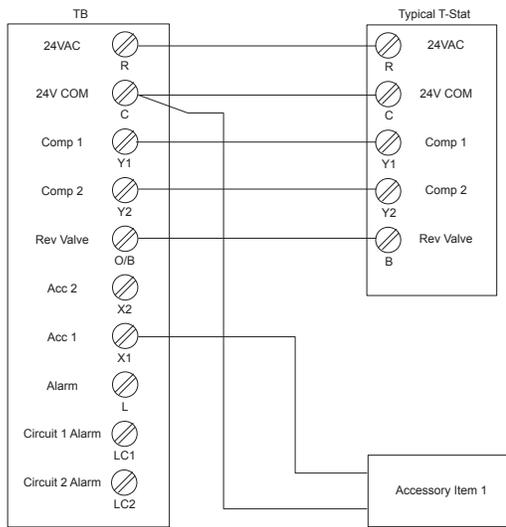 TB
24VAC
R
24V COM
C
Comp 1
Y1
Comp 2
Y2
Rev Valve
O/B
Acc 2
X2
Acc 1
X1
Alarm
L
Circuit 1 Alarm
LC1
Circuit 2 Alarm
LC2
Typical T-Stat
24VAC
R
24V COM
C
Comp 1
Y1
Comp 2
Y2
Rev Valve
B
Accessory Item 1